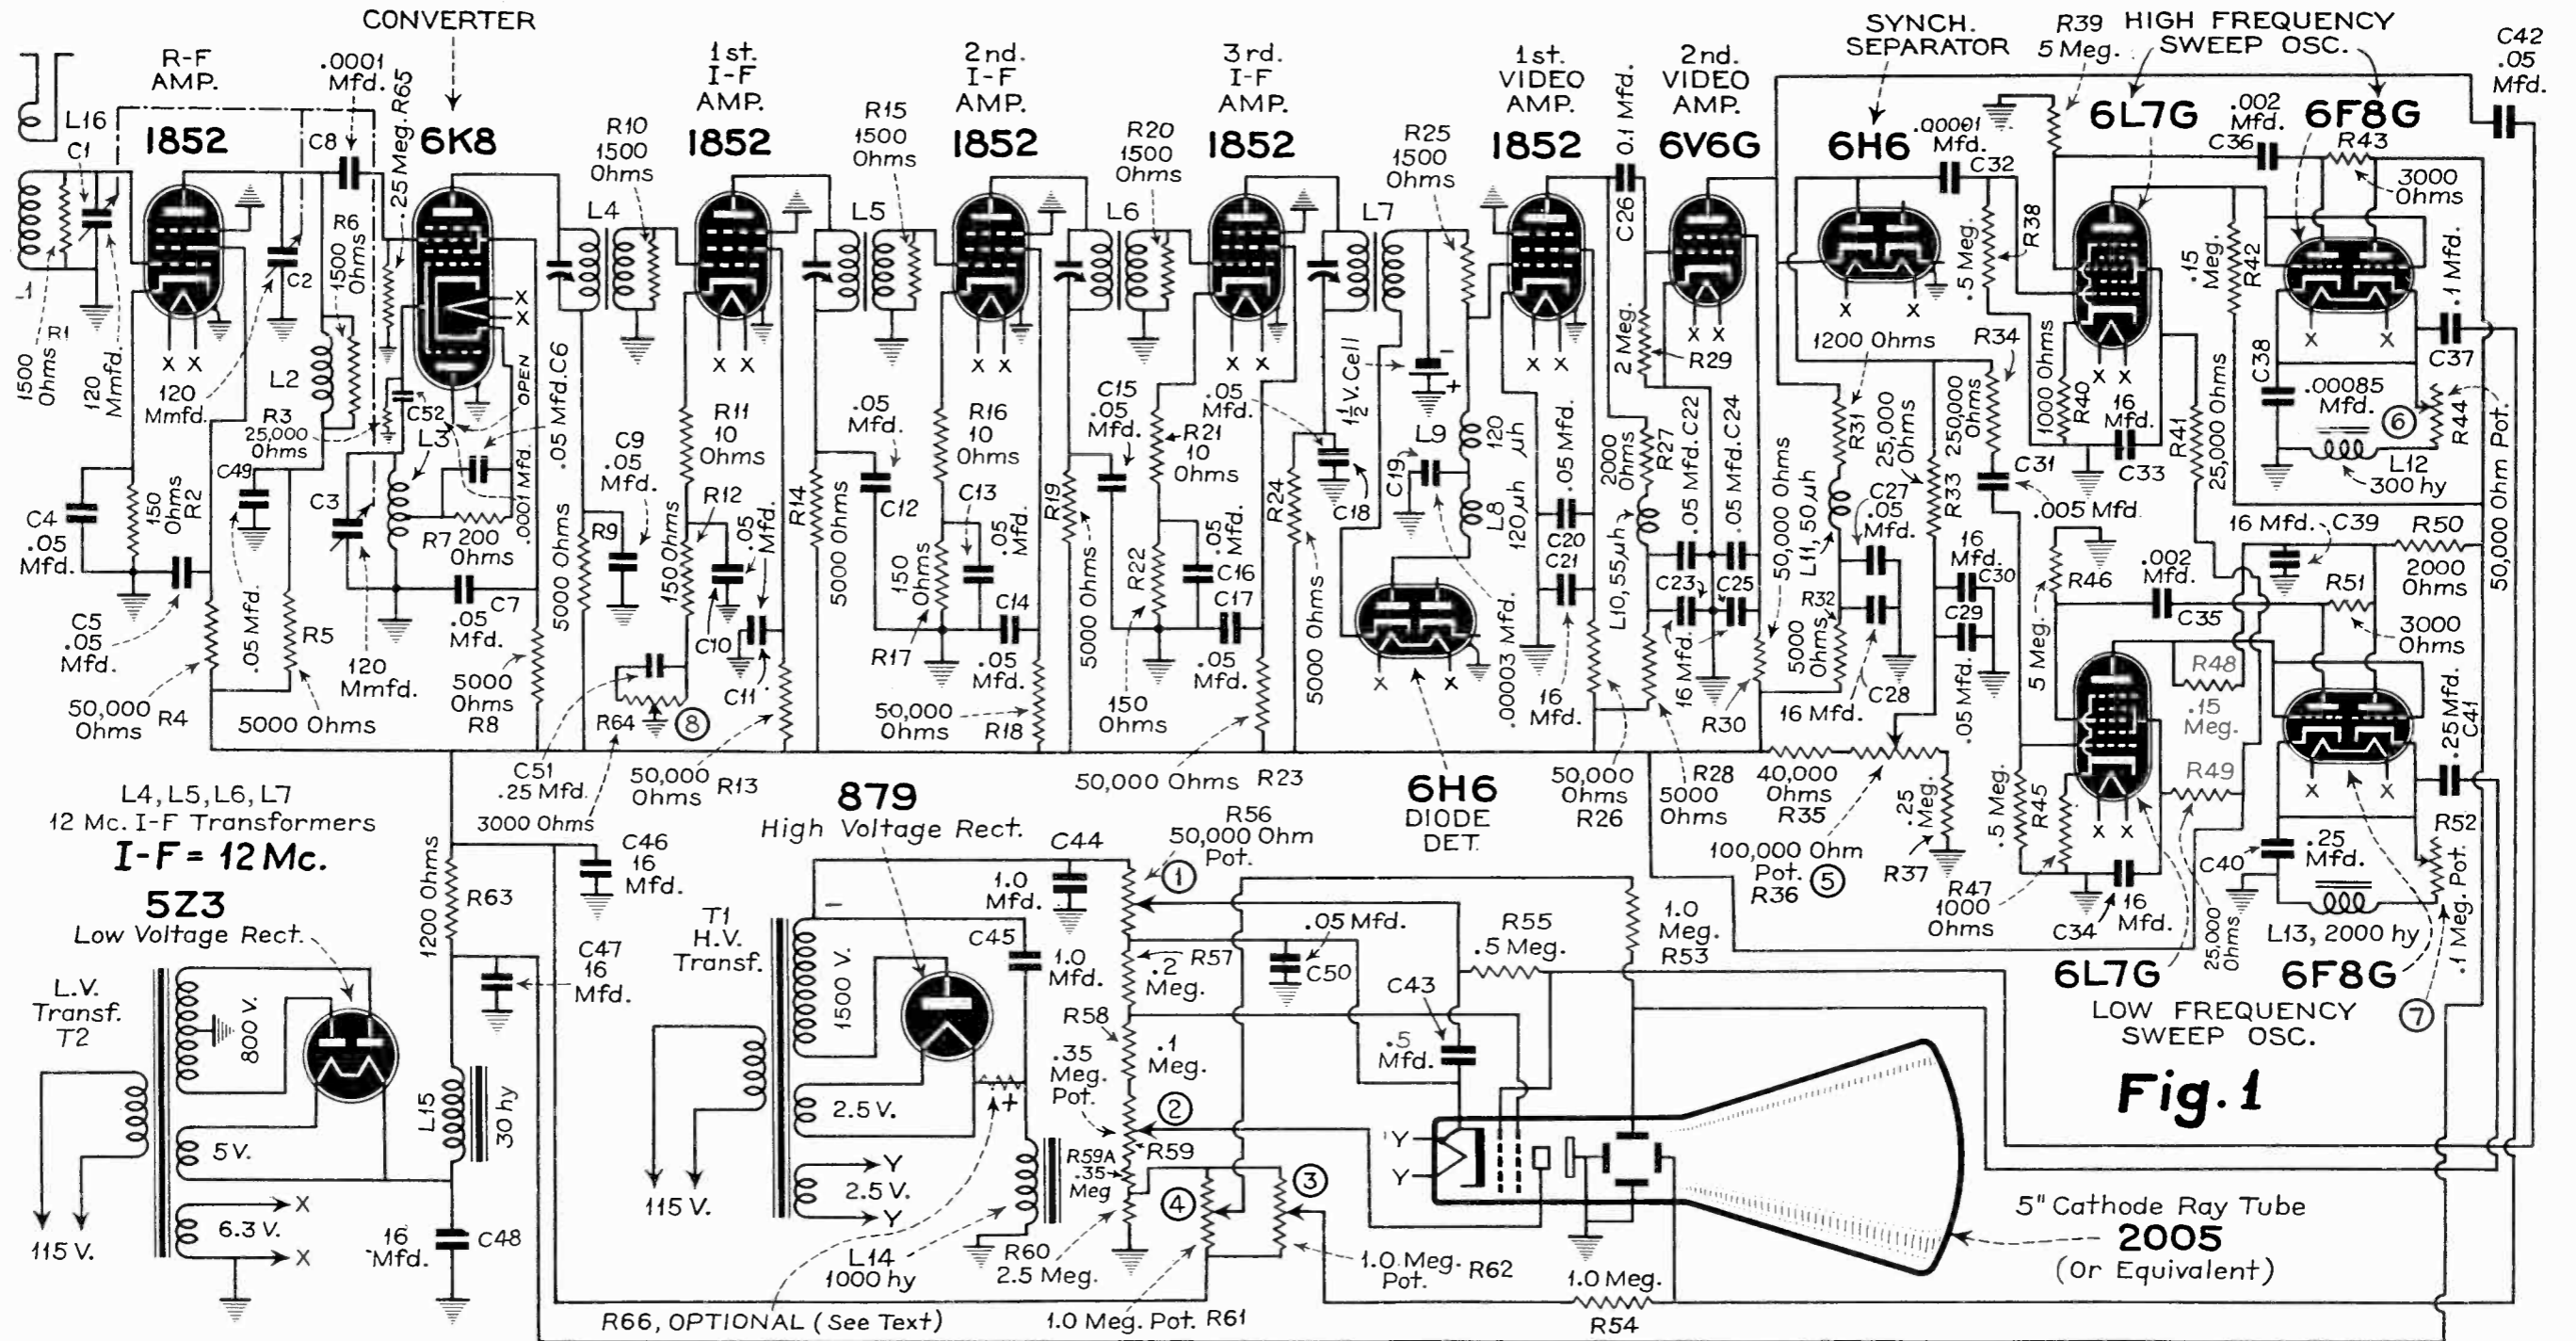 CONVERTER
R-F
AMP.
.0001
Mfd.
.25 Meg. R65
1st.
I-F
AMP.
2nd.
I-F
AMP.
3rd.
I-F
AMP.
1st.
VIDEO
AMP.
2nd.
VIDEO
AMP.
SYNCH.
SEPARATOR
R39
5 Meg.
HIGH FREQUENCY
SWEEP OSC.
C42
.05
Mfd.
L16
C1
1852
C8
6K8
R10
1500
Ohms
1852
R15
1500
Ohms
1852
R20
1500
Ohms
1852
R25
1500
Ohms
1852
0.1 Mfd.
C26
6V6G
6H6
.00001
Mfd.
C32
6L7G
.002
Mfd.
C36
6F8G
R43
3000
Ohms
R6
1500
Ohms
C2
L4
L5
L6
L7
.5 Meg.
R38
.15
Meg.
R42
.1 Mfd.
C37
X X
X
X
1500
Ohms
R1
120
Mmfd.
120
Mmfd.
L2
R3
25,000
Ohms
C52
OPEN
L3
.05 Mfd. C6
.0001 Mfd.
R7
200
Ohms
C3
120
Mmfd.
C49
.05 Mfd.
C4
.05
Mfd.
150
Ohms
R2
C5
.05
Mfd.
50,000
Ohms
R4
R5
5000 Ohms
C7
.05
Mfd.
5000
Ohms
R8
5000 Ohms
R9
C9
.05
Mfd.
R11
10
Ohms
R12
150 Ohms
.05
Mfd.
C10
C11
R64
8
C51
.25 Mfd.
3000 Ohms
50,000
Ohms
R13
R14
5000 Ohms
.05
Mfd.
C12
R16
10
Ohms
C13
.05
Mfd.
150
Ohms
R17
C14
.05
Mfd.
50,000
Ohms
R18
R19
5000 Ohms
C15
.05
Mfd.
R21
10
Ohms
R22
150
Ohms
.05
Mfd.
C16
C17
.05
Mfd.
50,000 Ohms R23
.05
Mfd.
R24
5000 Ohms
C18
1½ V. Cell
-
+
L9
120
µh
C19
L8
120 µh
.00003 Mfd.
6H6
DIODE
DET.
.05 Mfd.
C20
C21
16
Mfd.
50,000
Ohms
R26
2 Meg.
R29
2000
Ohms
R27
L10, 55µh
.05 Mfd. C22
.05 Mfd. C24
C23
C25
16 Mfd.
R28
5000
Ohms
R30
50,000 Ohms
1200 Ohms
R31
L11, 50µh
C27
.05
Mfd.
R32
5000
Ohms
C28
16 Mfd.
25,000
Ohms
R33
R34
250,000
Ohms
C31
.005 Mfd.
16
Mfd.
C30
C29
.05 Mfd.
40,000
Ohms
R35
100,000 Ohm
Pot.
R36
5
.25
Meg.
R37
1000 Ohms
R40
16
Mfd.
C33
R41
25,000 Ohms
C38
.00085
Mfd.
6
R44
50,000 Ohm Pot.
L12
300 hy
16 Mfd.
C39
R50
2000
Ohms
R46
5 Meg.
.002
Mfd.
C35
R51
3000
Ohms
R48
.15
Meg.
R49
25,000
Ohms
.5 Meg.
R45
R47
1000
Ohms
C34
16
Mfd.
.25 Mfd.
C41
C40
.25
Mfd.
R52
.1 Meg. Pot.
L13, 2000 hy
6L7G
6F8G
LOW FREQUENCY
SWEEP OSC.
7
L4, L5, L6, L7
12 Mc. I-F Transformers
I-F = 12 Mc.
5Z3
Low Voltage Rect.
L.V.
Transf.
T2
800 V.
5V.
6.3 V.
X
X
115 V.
1200 Ohms
R63
C46
16
Mfd.
C47
16
Mfd.
L15
30 hy
16
Mfd.
C48
879
High Voltage Rect.
T1
H.V.
Transf.
1500 V.
2.5 V.
2.5 V.
Y
Y
115 V.
C44
1.0
Mfd.
C45
1.0
Mfd.
-
+
L14
1000 hy
R66, OPTIONAL (See Text)
R56
50,000 Ohm
Pot.
1
R57
.2
Meg.
R58
.1
Meg.
.35
Meg.
Pot.
2
R59
R59A
.35
Meg
R60
2.5 Meg.
4
3
1.0 Meg. Pot. R61
1.0 Meg.
Pot.
R62
.05 Mfd.
C50
R55
.5 Meg.
C43
.5
Mfd.
1.0
Meg.
R53
1.0 Meg.
R54
Y
Y
Fig. 1
5" Cathode Ray Tube
2005
(Or Equivalent)